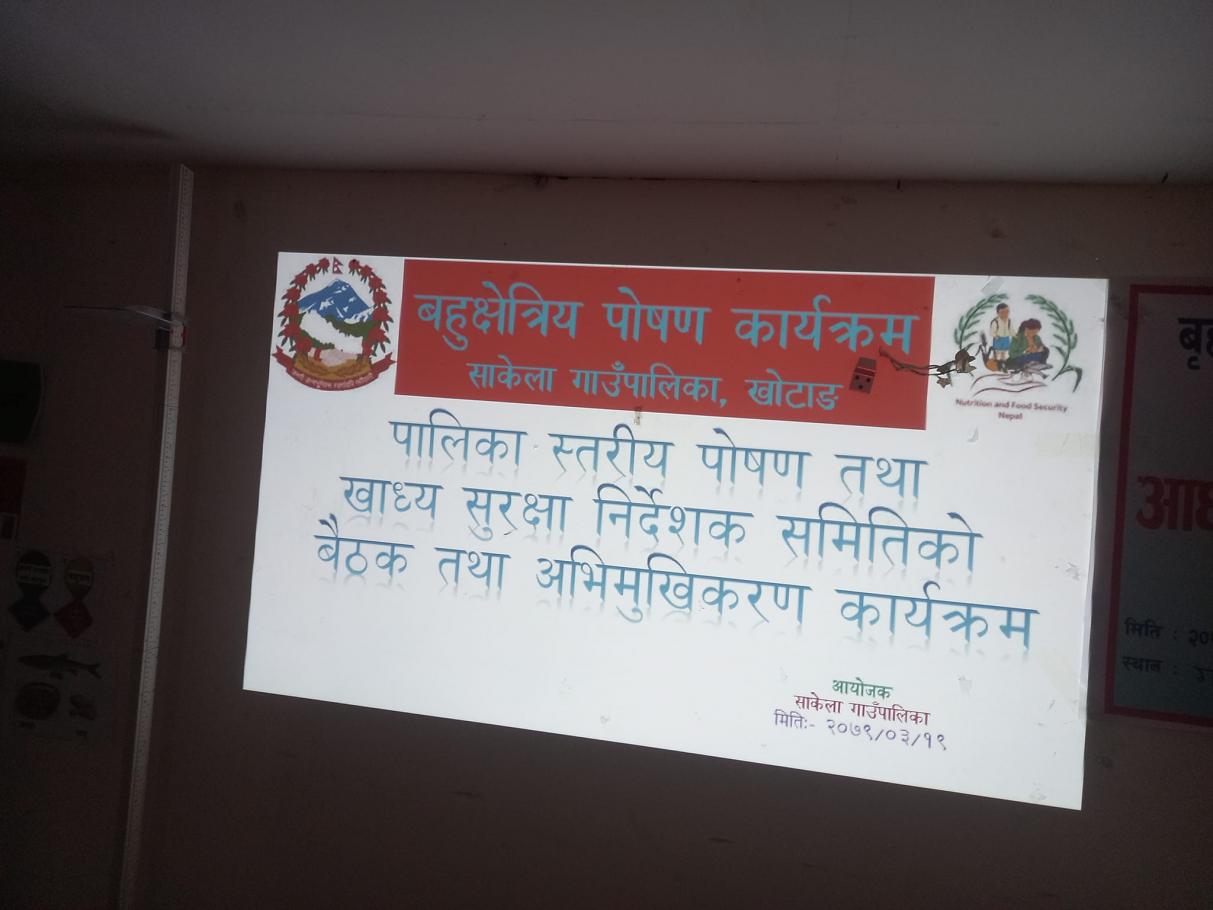 बहुक्षेत्रिय पोषण कार्यक्रम
साकेला गाउँपालिका, खोटाङ
Nutrition and Food Security
Nepal
पालिका स्तरीय पोषण तथा
खाध्य सुरक्षा निर्देशक समितिको
बैठक तथा अभिमुखिकरण कार्यक्रम
आयोजक
साकेला गाउँपालिका
मितिः- २०७९/०३/१९
मिति :
स्थान :